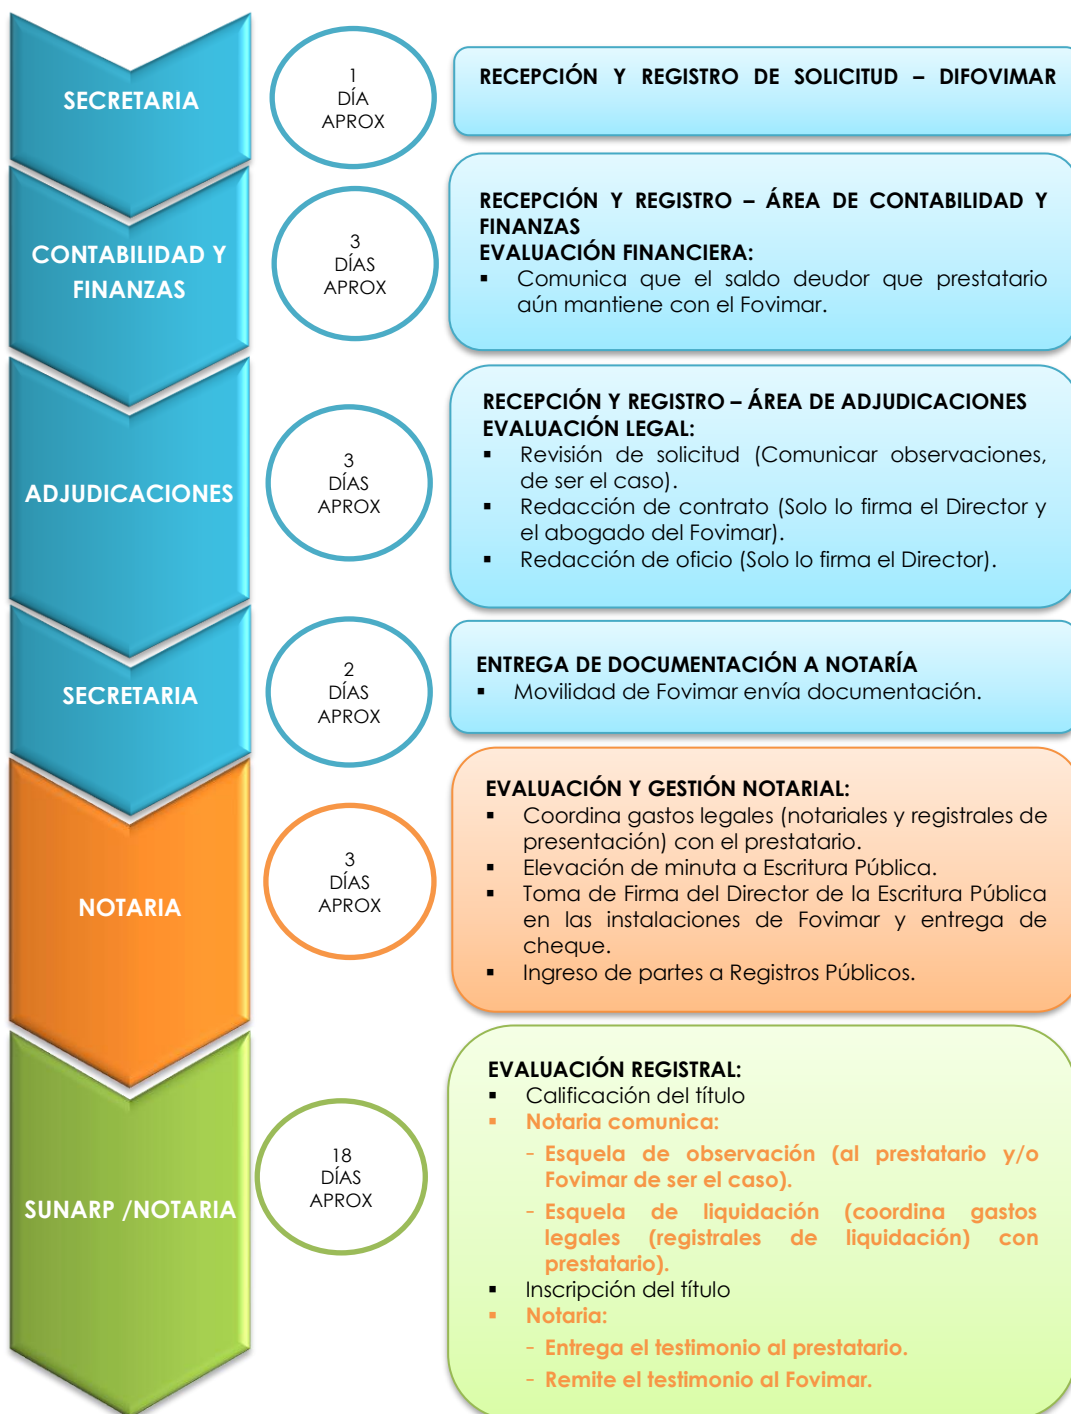 SECRETARIA
1
DÍA
APROX
RECEPCIÓN Y REGISTRO DE SOLICITUD – DIFOVIMAR
CONTABILIDAD Y
FINANZAS
3
DÍAS
APROX
RECEPCIÓN Y REGISTRO – ÁREA DE CONTABILIDAD Y
FINANZAS
EVALUACIÓN FINANCIERA:
▪ Comunica que el saldo deudor que prestatario
aún mantiene con el Fovimar.
ADJUDICACIONES
3
DÍAS
APROX
RECEPCIÓN Y REGISTRO – ÁREA DE ADJUDICACIONES
EVALUACIÓN LEGAL:
▪ Revisión de solicitud (Comunicar observaciones,
de ser el caso).
▪ Redacción de contrato (Solo lo firma el Director y
el abogado del Fovimar).
▪ Redacción de oficio (Solo lo firma el Director).
SECRETARIA
2
DÍAS
APROX
ENTREGA DE DOCUMENTACIÓN A NOTARÍA
▪ Movilidad de Fovimar envía documentación.
NOTARIA
3
DÍAS
APROX
EVALUACIÓN Y GESTIÓN NOTARIAL:
▪ Coordina gastos legales (notariales y registrales de
presentación) con el prestatario.
▪ Elevación de minuta a Escritura Pública.
▪ Toma de Firma del Director de la Escritura Pública
en las instalaciones de Fovimar y entrega de
cheque.
▪ Ingreso de partes a Registros Públicos.
SUNARP /NOTARIA
18
DÍAS
APROX
EVALUACIÓN REGISTRAL:
▪ Calificación del título
▪ Notaria comunica:
- Esquela de observación (al prestatario y/o
Fovimar de ser el caso).
- Esquela de liquidación (coordina gastos
legales (registrales de liquidación) con
prestatario).
▪ Inscripción del título
▪ Notaria:
- Entrega el testimonio al prestatario.
- Remite el testimonio al Fovimar.